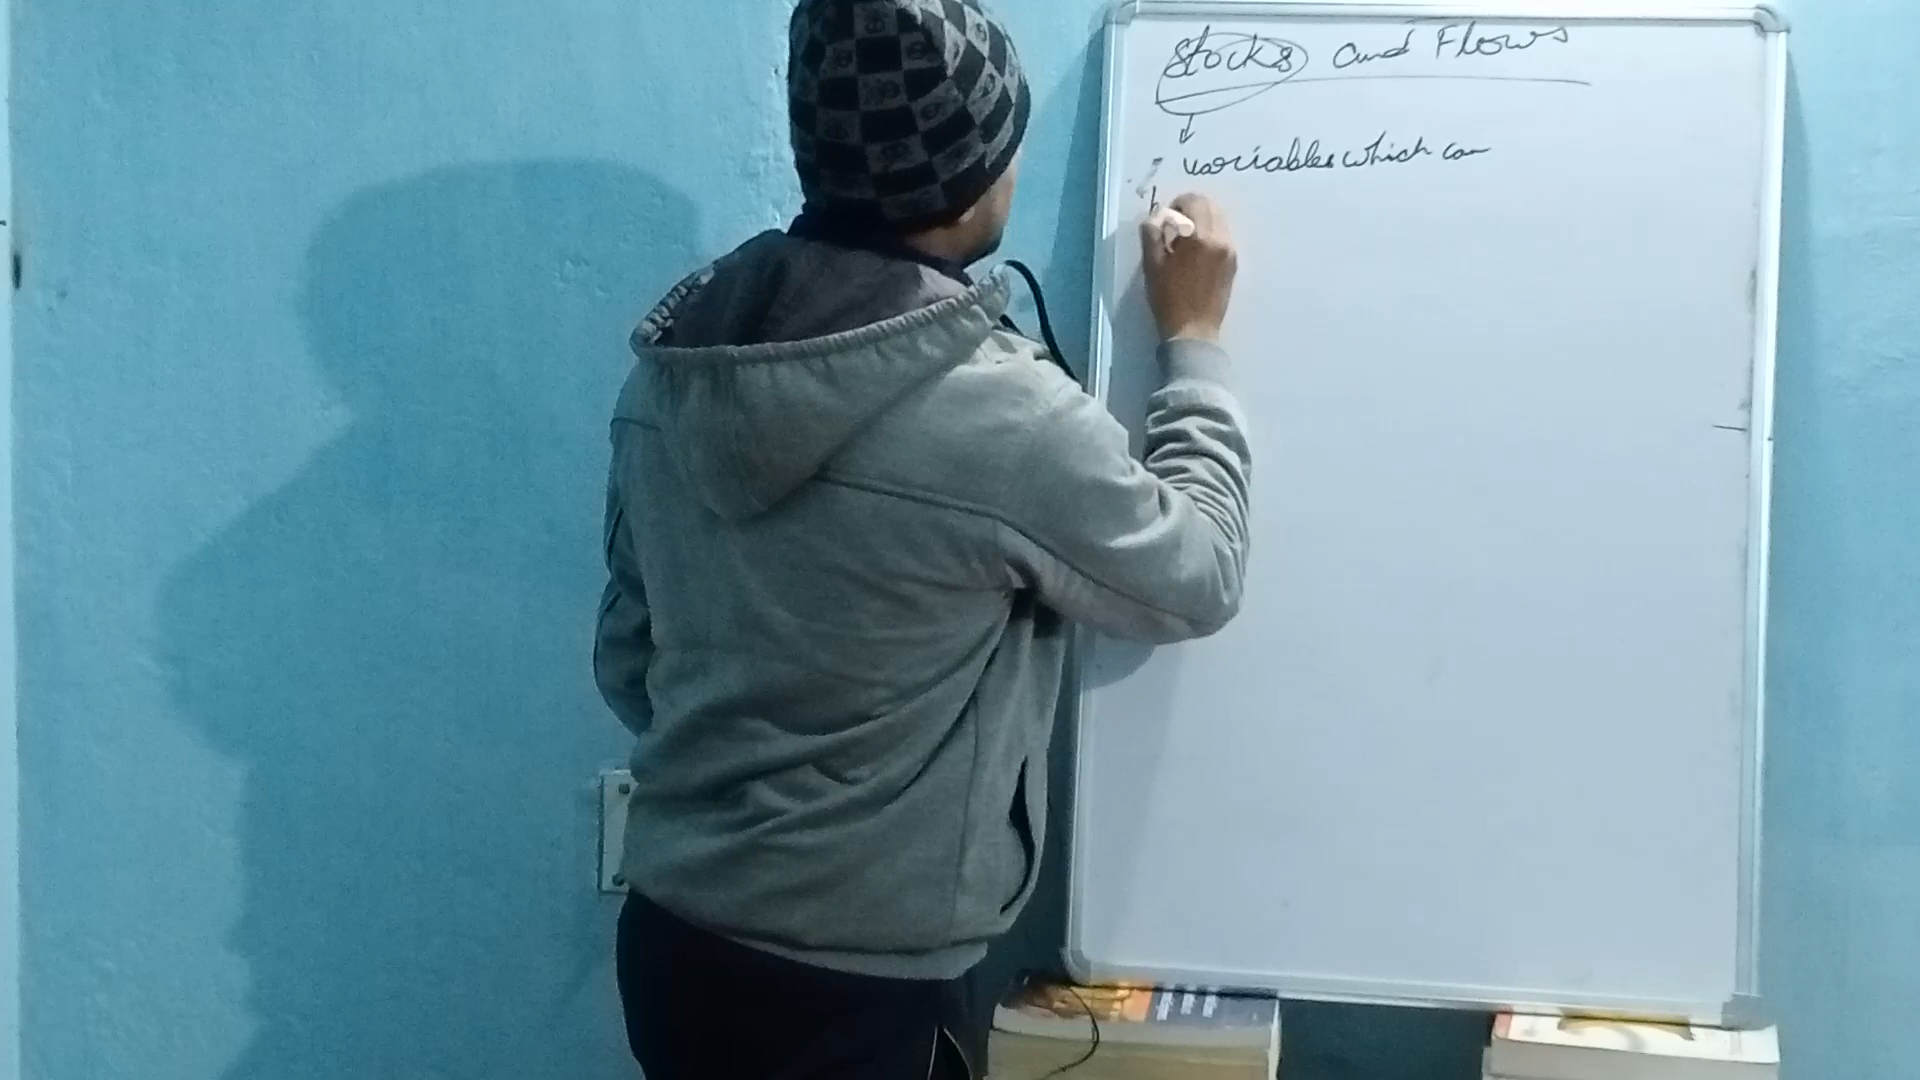 Stocks and Flows
variables which can
b